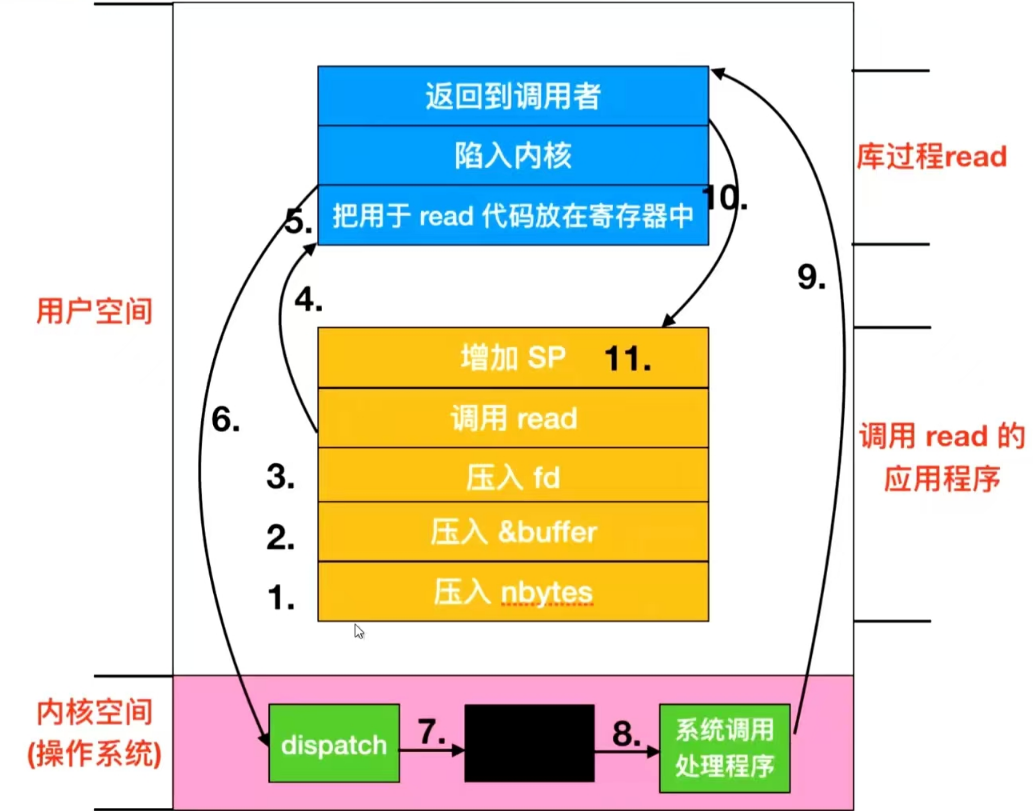 返回到调用者
陷入内核
库过程read
10.
5.
把用于 read 代码放在寄存器中
9.
4.
用户空间
增加 SP
11.
6.
调用 read
调用 read 的
应用程序
3.
压入 fd
2.
压入 &buffer
1.
压入 nbytes
内核空间
(操作系统)
dispatch
7.
8.
系统调用
处理程序